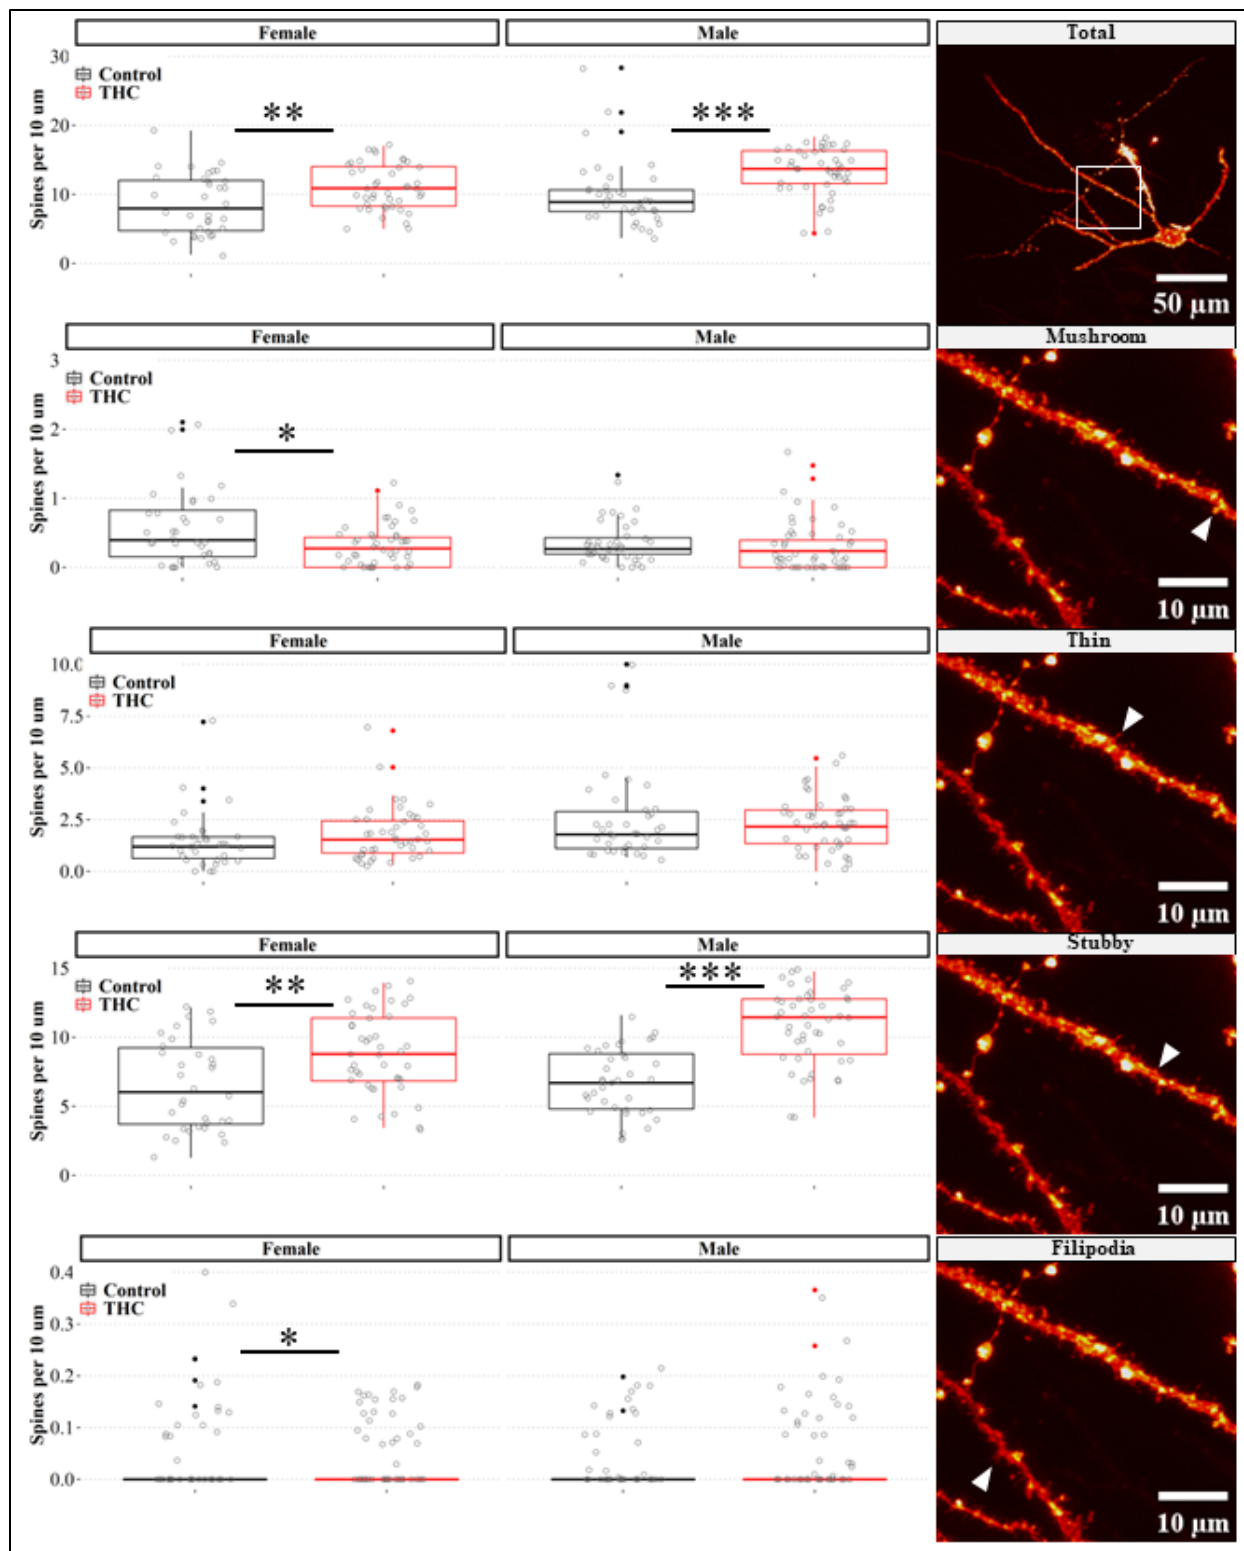 Female Male Total
Spines per 10 um
30
20
10
0
Control
THC
**
***
50 µm
Female Male Mushroom
Spines per 10 um
3
2
1
0
Control
THC
*
10 µm
Female Male Thin
Spines per 10 um
10.0
7.5
5.0
2.5
0.0
Control
THC
10 µm
Female Male Stubby
Spines per 10 um
15
10
5
0
Control
THC
**
***
10 µm
Female Male Filipodia
Spines per 10 um
0.4
0.3
0.2
0.1
0.0
Control
THC
*
10 µm